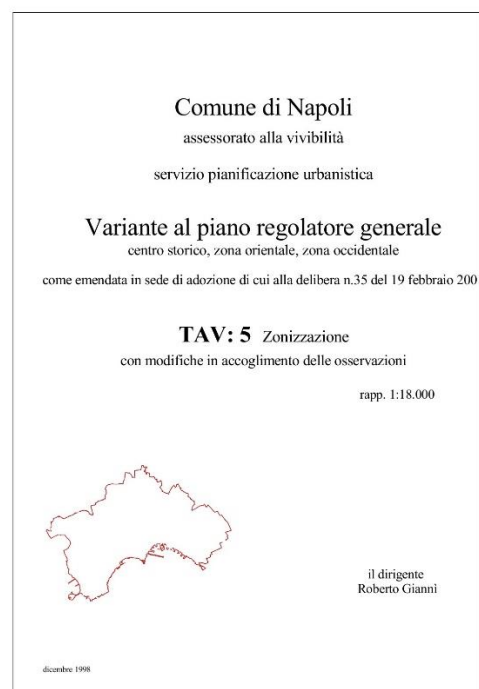 Comune di Napoli
assessorato alla vivibilità
servizio pianificazione urbanistica
Variante al piano regolatore generale
centro storico, zona orientale, zona occidentale
come emendata in sede di adozione di cui alla delibera n.35 del 19 febbraio 200
TAV: 5 Zonizzazione
con modifiche in accoglimento delle osservazioni
rapp. 1:18.000
il dirigente
Roberto Giannì
dicembre 1998